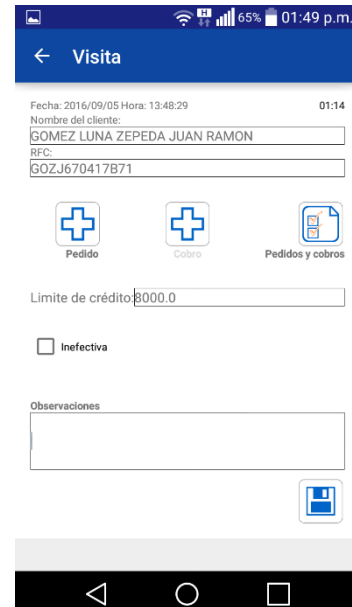 H 65% 01:49 p.m.
Visita
Fecha: 2016/09/05 Hora: 13:48:29 01:14
Nombre del cliente:
GOMEZ LUNA ZEPEDA JUAN RAMON
RFC:
GOZJ670417B71
Pedido Cobro Pedidos y cobros
Limite de crédito:8000.0
Inefectiva
Observaciones